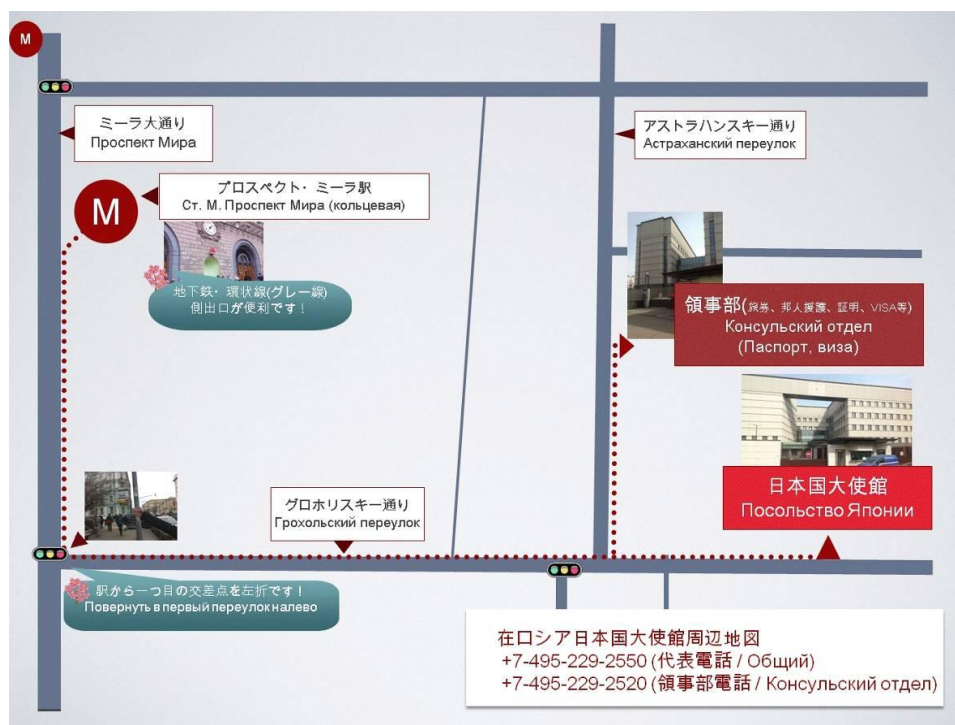 M
ミーラ大通り
Проспект Мира
アストラハンスキー通り
Астраханский переулок
M
プロスペクト・ミーラ駅
Ст. М. Проспект Мира (кольцевая)
地下鉄・環状線(グレー線)
側出口が便利です！
領事部(旅券、邦人援護、証明、VISA等)
Консульский отдел
(Паспорт, виза)
日本国大使館
Посольство Японии
グロホリスキー通り
Грохольский переулок
駅から一つ目の交差点を左折です！
Повернуть в первый переулок налево
在ロシア日本国大使館周辺地図
+7-495-229-2550 (代表電話 / Общий)
+7-495-229-2520 (領事部電話 / Консульский отдел)